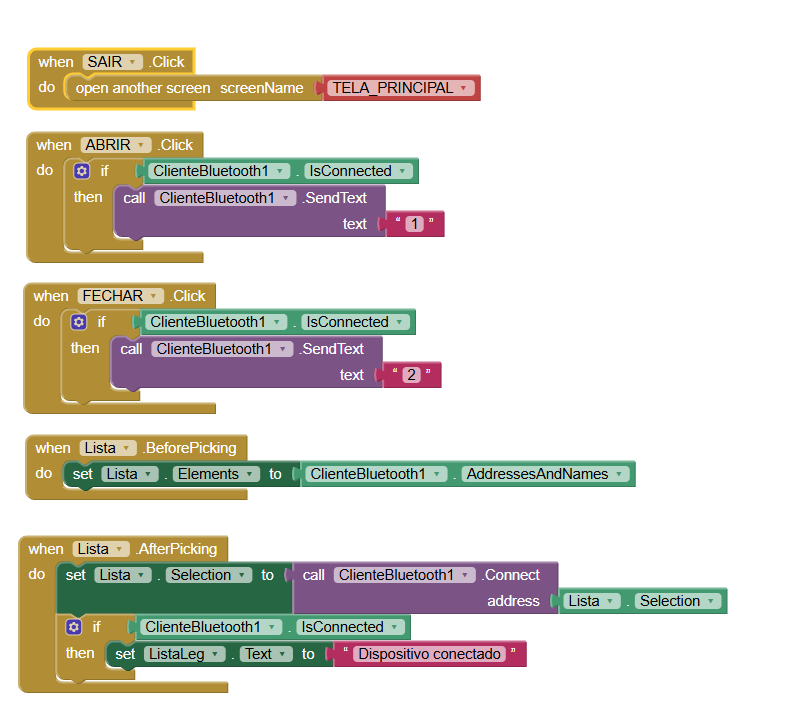 when SAIR .Click
do open another screen screenName TELA_PRINCIPAL
when ABRIR .Click
do if ClienteBluetooth1 . IsConnected
then call ClienteBluetooth1 .SendText
text “ 1 ”
when FECHAR .Click
do if ClienteBluetooth1 . IsConnected
then call ClienteBluetooth1 .SendText
text “ 2 ”
when Lista .BeforePicking
do set Lista . Elements to ClienteBluetooth1 . AddressesAndNames
when Lista .AfterPicking
do set Lista . Selection to call ClienteBluetooth1 .Connect
address Lista . Selection
if ClienteBluetooth1 . IsConnected
then set ListaLeg . Text to “ Dispositivo conectado ”